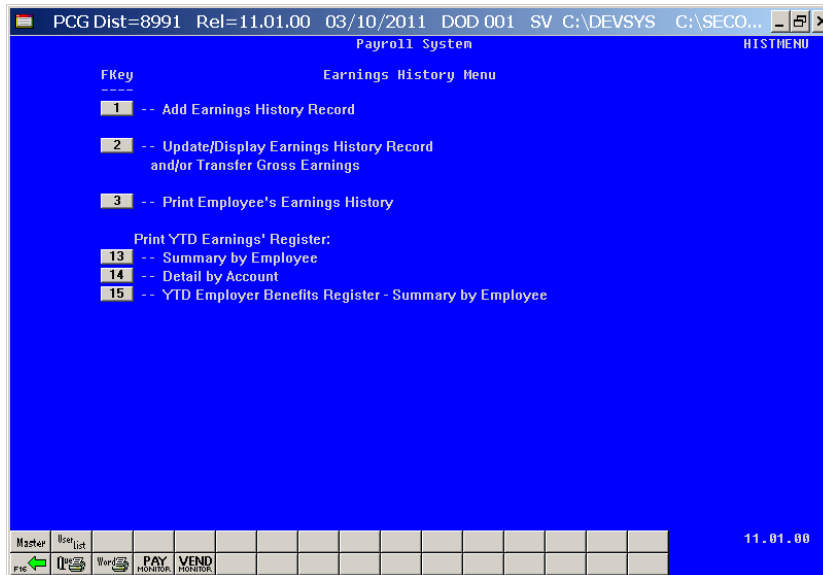 PCG Dist=8991 Rel=11.01.00 03/10/2011 DOD 001 SV C:\DEVSYS C:\SECO...
Payroll System HISTMENU
FKey Earnings History Menu
----
1 -- Add Earnings History Record
2 -- Update/Display Earnings History Record
and/or Transfer Gross Earnings
3 -- Print Employee's Earnings History
Print YTD Earnings' Register:
13 -- Summary by Employee
14 -- Detail by Account
15 -- YTD Employer Benefits Register - Summary by Employee
Master User list 11.01.00
F16 Que Word PAY MONITOR VEND MONITOR